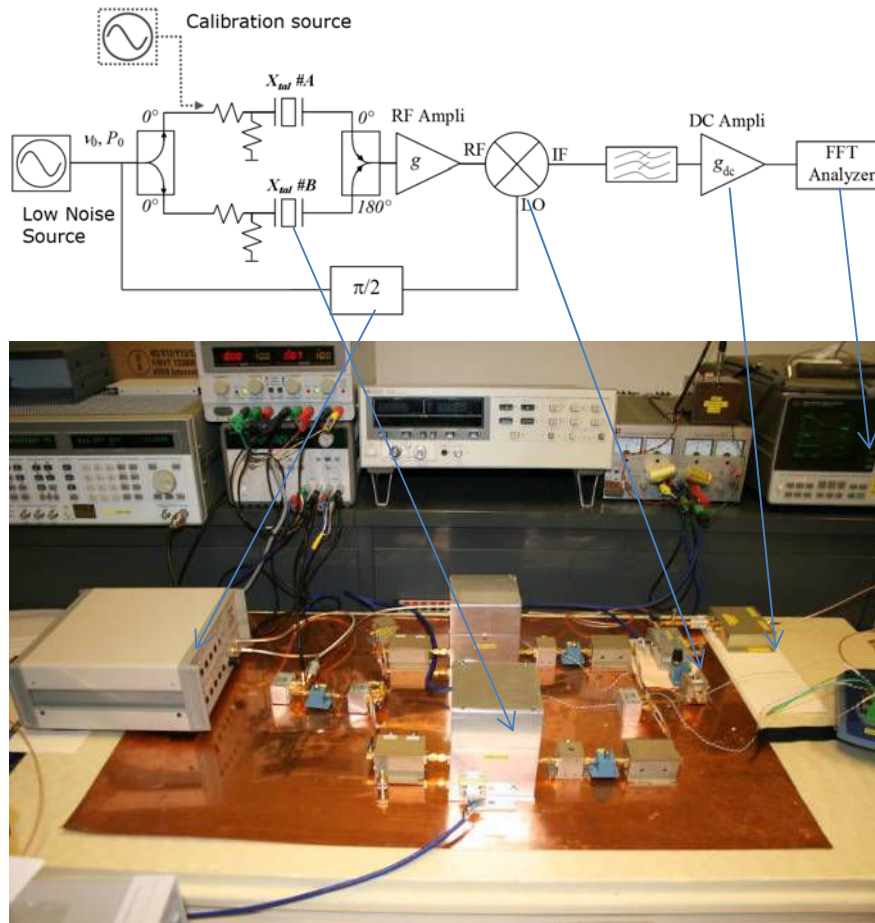 Calibration source
X_tal #A
0°
0°
RF Ampli
DC Ampli
ν₀, P₀
g
RF
IF
g_dc
FFT
Analyzer
X_tal #B
LO
Low Noise
Source
0°
180°
π/2